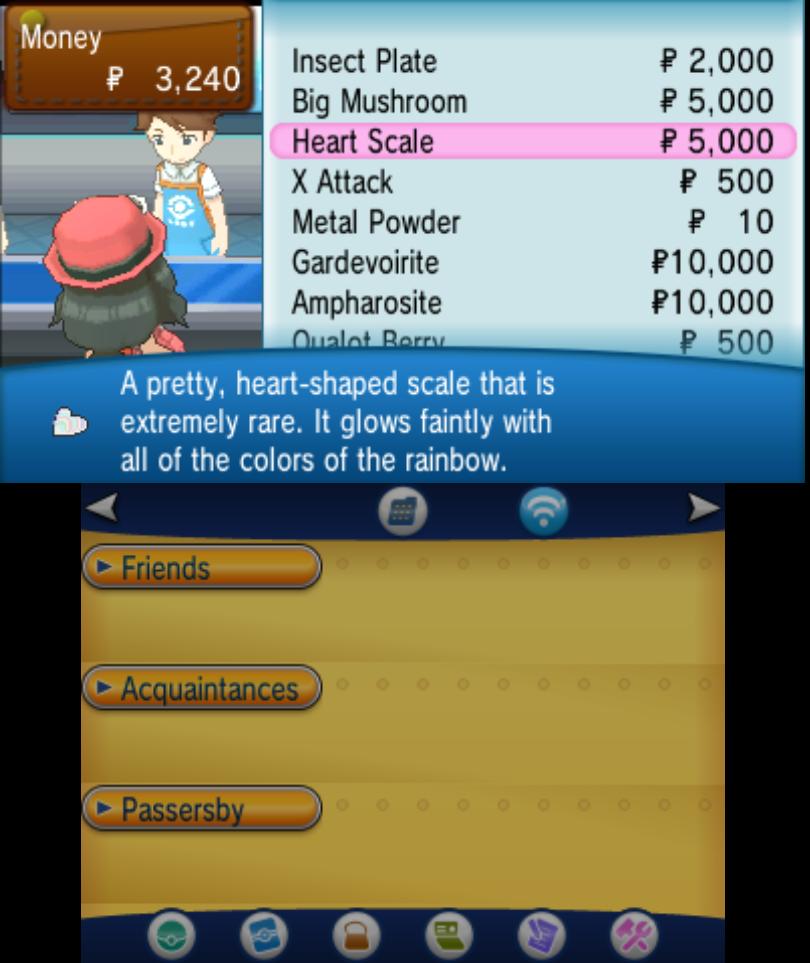 Money
₽ 3,240
Insect Plate ₽ 2,000
Big Mushroom ₽ 5,000
Heart Scale ₽ 5,000
X Attack ₽ 500
Metal Powder ₽ 10
Gardevoirite ₽10,000
Ampharosite ₽10,000
Qualot Berry ₽ 500
A pretty, heart-shaped scale that is
extremely rare. It glows faintly with
all of the colors of the rainbow.
Friends
Acquaintances
Passersby